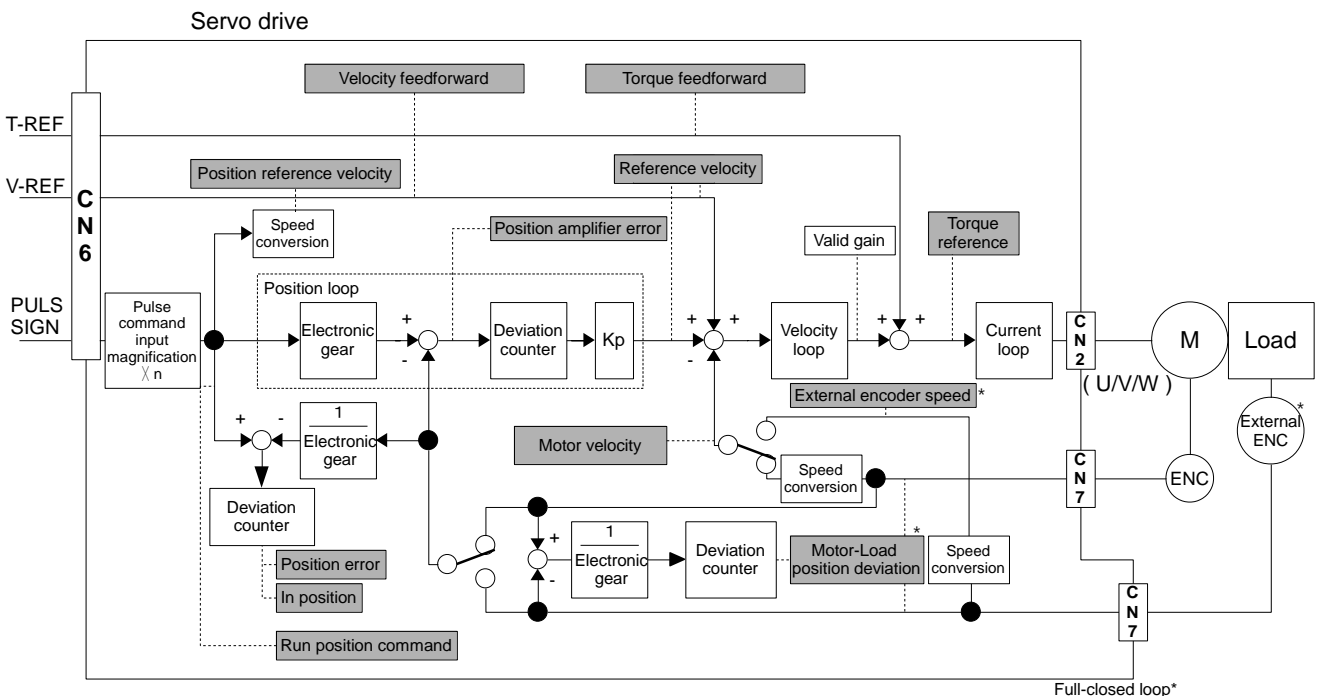 Servo drive
Velocity feedforward
Torque feedforward
T-REF
Position reference velocity
Reference velocity
V-REF
C
N
6
Speed
conversion
Position amplifier error
Valid gain
Torque
reference
PULS
SIGN
Pulse
command
input
magnification
╳ n
Position loop
Electronic
gear
+
-
Deviation
counter
Kp
+
+
-
Velocity
loop
+
+
Current
loop
C
N
2
M
Load
( U/V/W )
External encoder speed
*
External
ENC
*
+
-
1
Electronic
gear
Motor velocity
Speed
conversion
C
N
7
ENC
Deviation
counter
Position error
In position
+
-
1
Electronic
gear
Deviation
counter
*
Motor-Load
position deviation
Speed
conversion
C
N
7
Run position command
Full-closed loop*